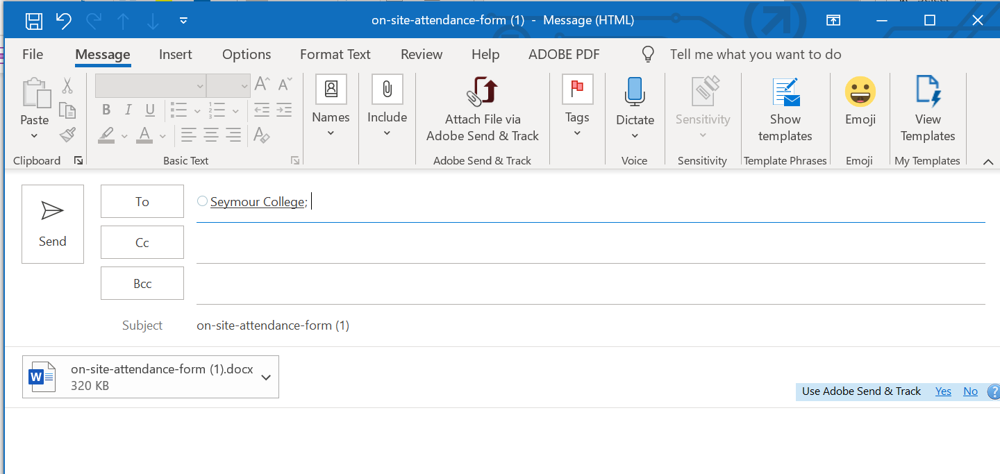 on-site-attendance-form (1) - Message (HTML)
File Message Insert Options Format Text Review Help ADOBE PDF Tell me what you want to do
Paste
B I U
A A
Names
Include
Attach File via
Adobe Send & Track
Tags
Dictate
Sensitivity
Show
templates
Emoji
View
Templates
Clipboard Basic Text Adobe Send & Track Voice Sensitivity Template Phrases Emoji My Templates
Send
To Seymour College;
Cc
Bcc
Subject on-site-attendance-form (1)
on-site-attendance-form (1).docx
320 KB
Use Adobe Send & Track Yes No ?